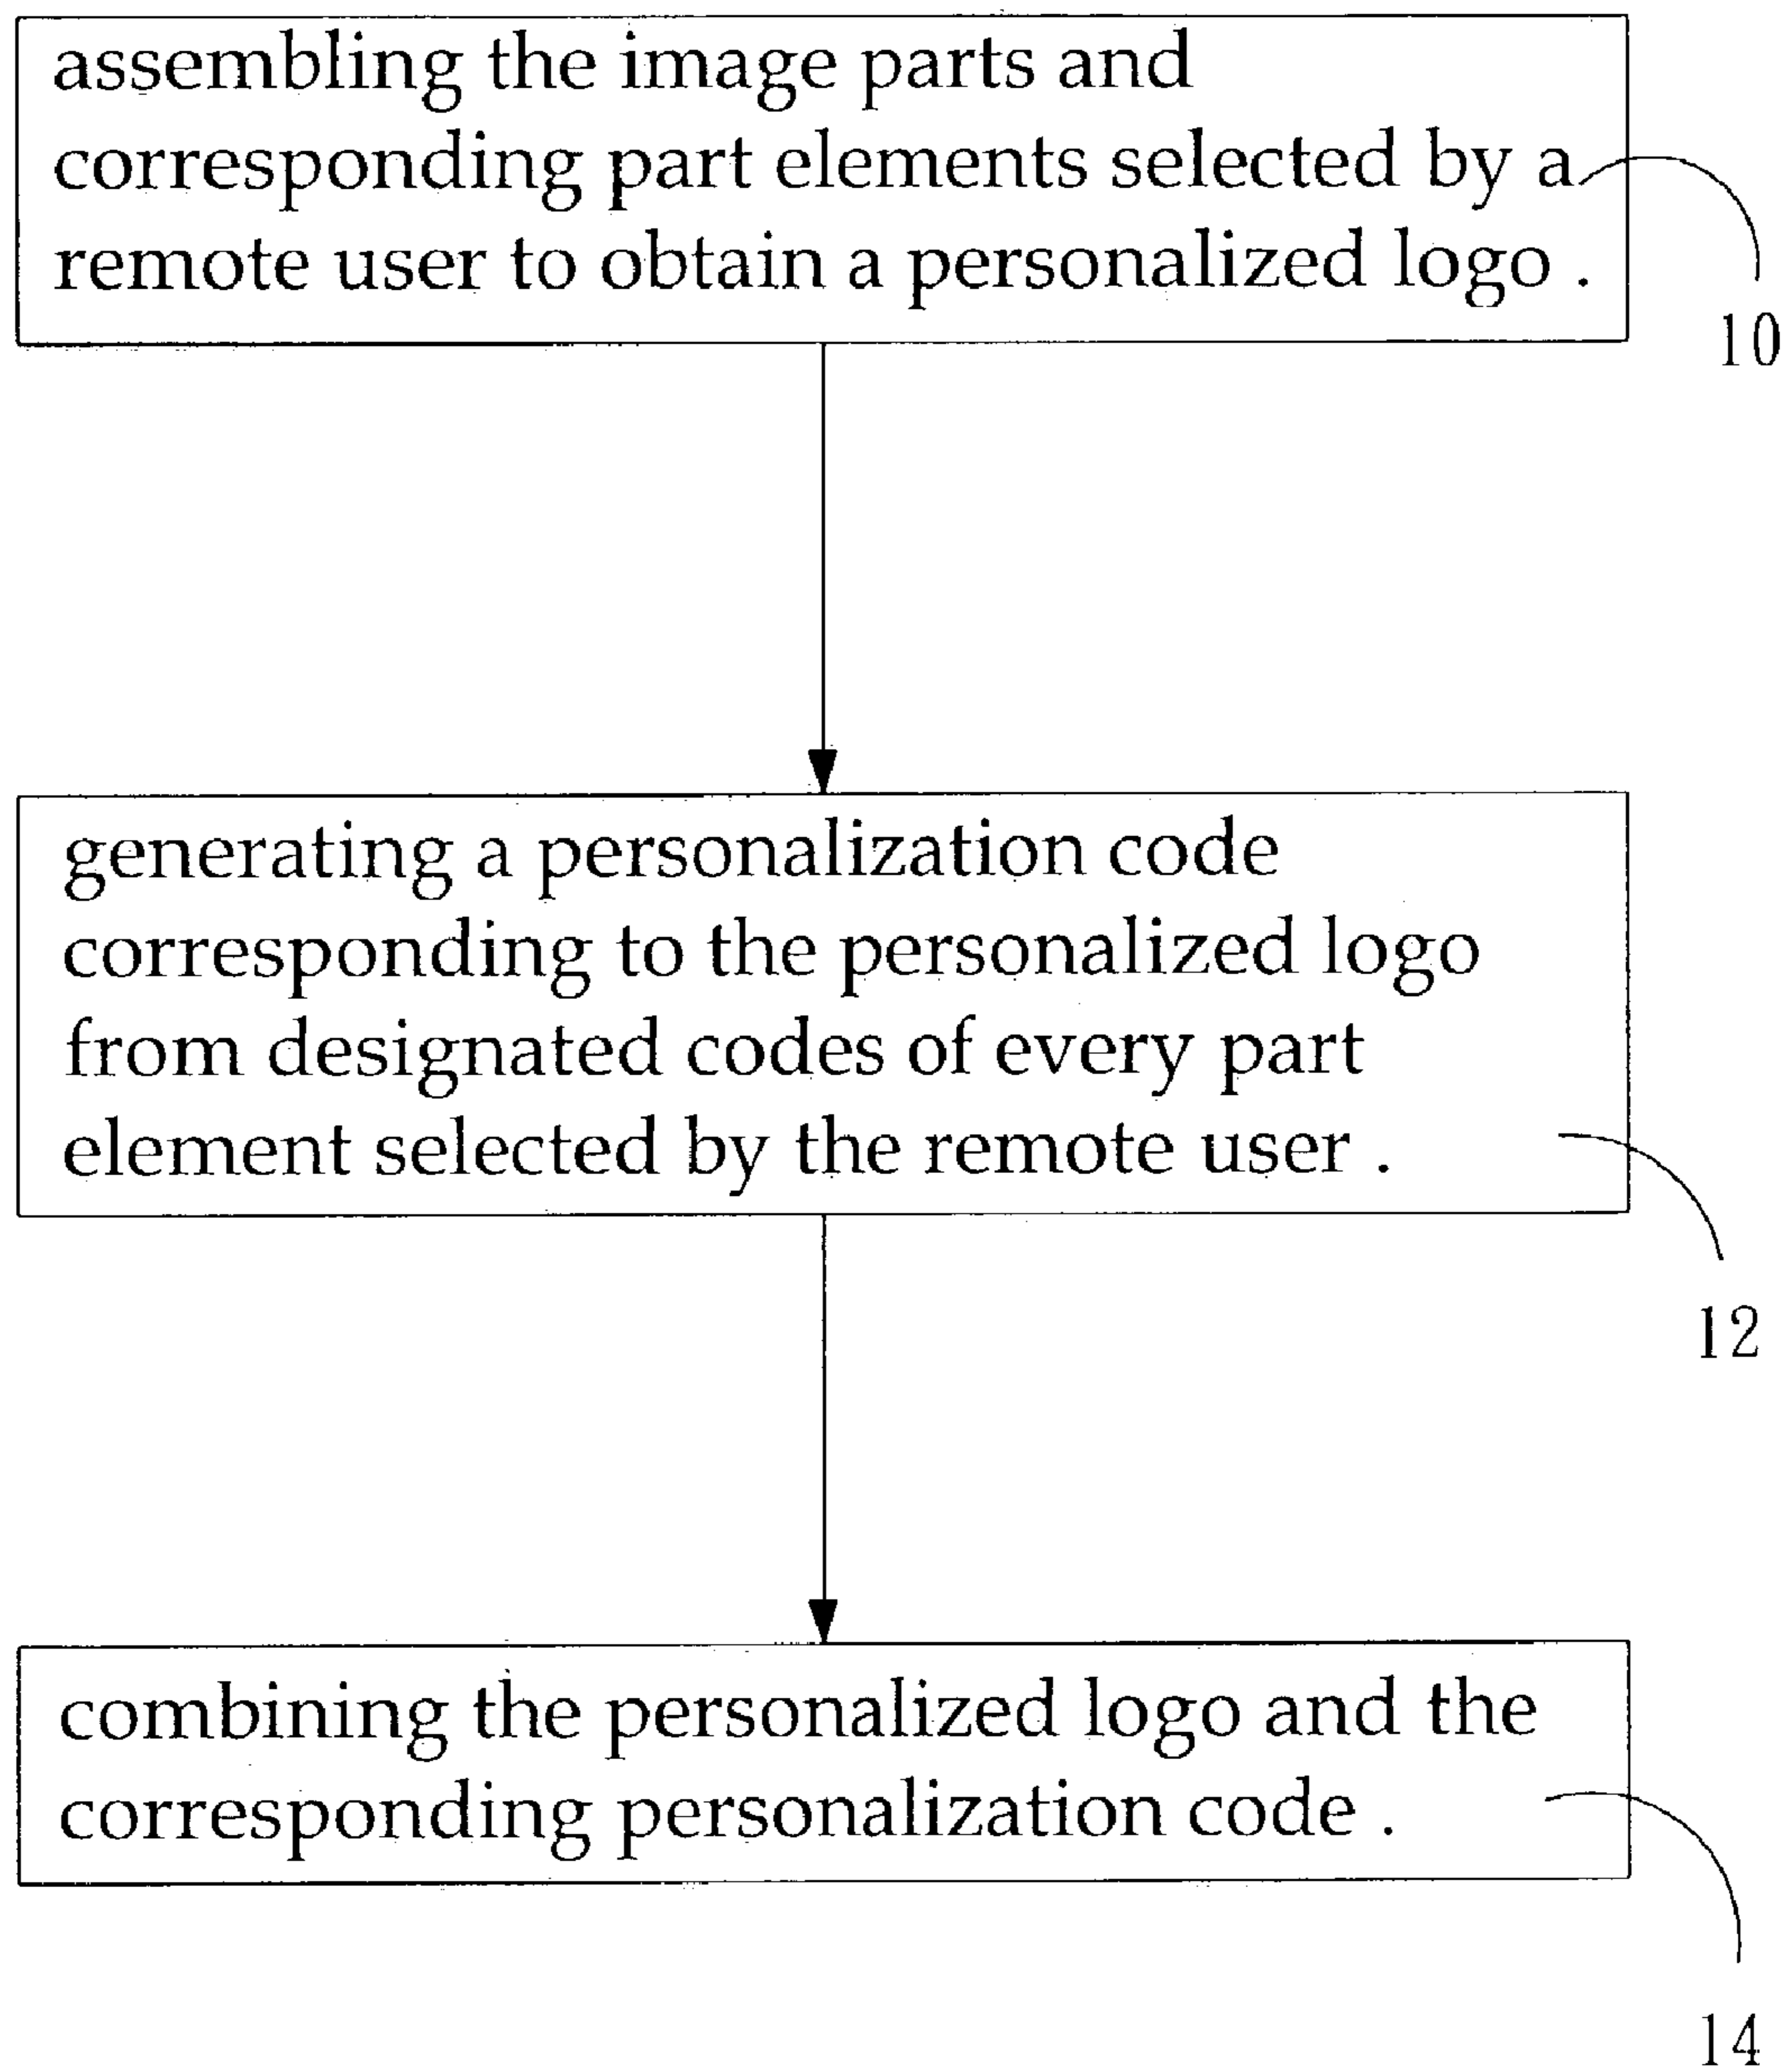 assembling the image parts and
corresponding part elements selected by a
remote user to obtain a personalized logo .
10
generating a personalization code
corresponding to the personalized logo
from designated codes of every part
element selected by the remote user .
12
combining the personalized logo and the
corresponding personalization code .
14